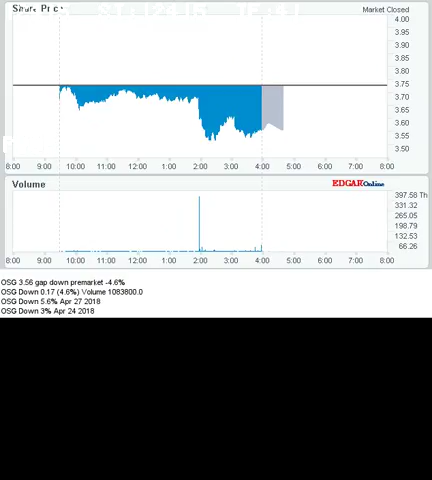 Market Closed
4.00
3.95
3.90
3.85
3.80
3.75
3.70
3.65
3.60
3.55
3.50
8:00 9:00 10:00 11:00 12:00 1:00 2:00 3:00 4:00 5:00 6:00 7:00 8:00
Volume EDGAR Online
397.58 Th
331.32
265.05
198.79
132.53
66.26
8:00 9:00 10:00 11:00 12:00 1:00 2:00 3:00 4:00 5:00 6:00 7:00 8:00
OSG 3.56 gap down premarket -4.6%
OSG Down 0.17 (4.6%) Volume 1083800.0
OSG Down 5.6% Apr 27 2018
OSG Down 3% Apr 24 2018